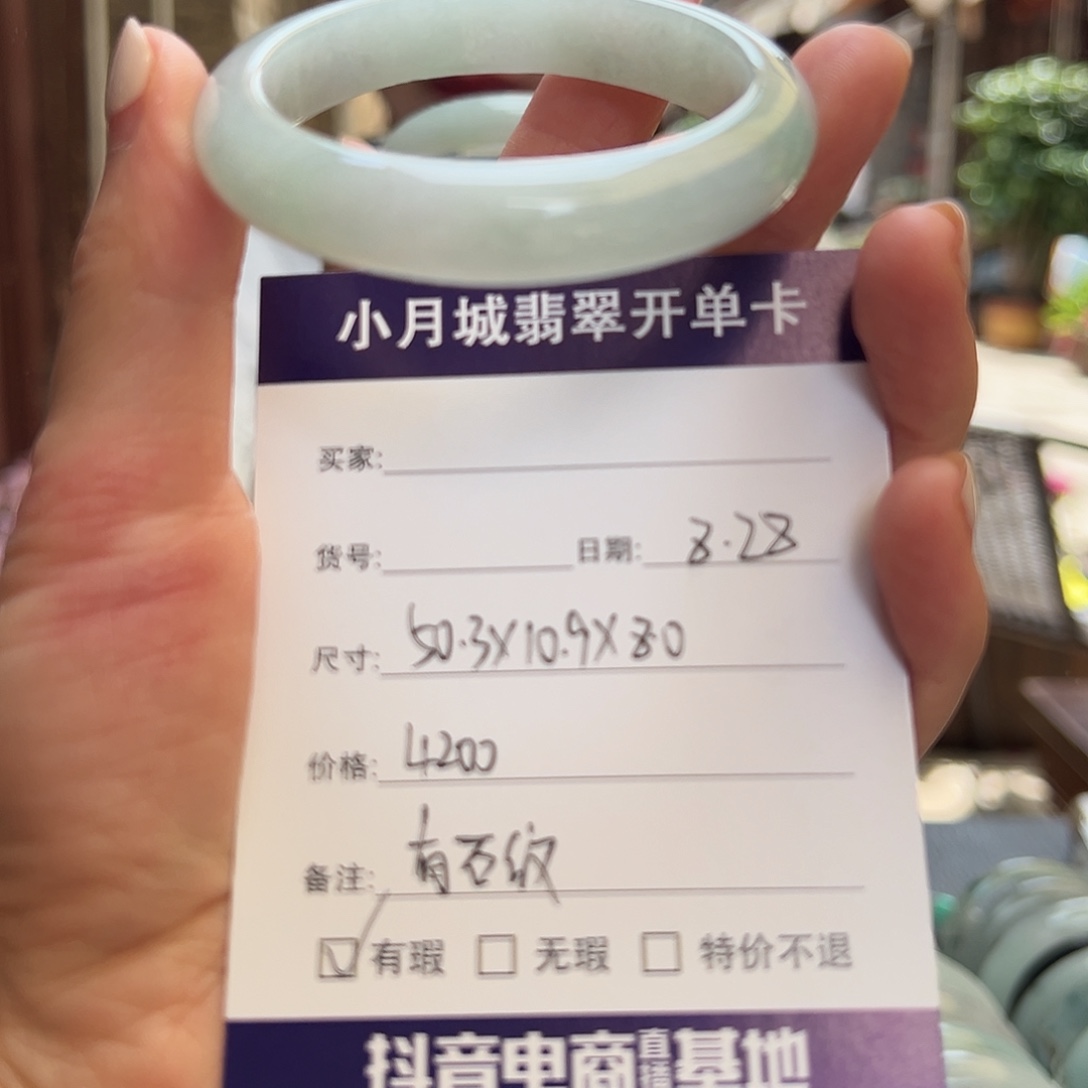 小月城翡翠开单卡
买家:
货号: 日期: 8.28
尺寸: 50.3X10.9X8.0
价格: 4200
备注: 有石纹
有瑕 无瑕 特价不退
抖音电商直播基地